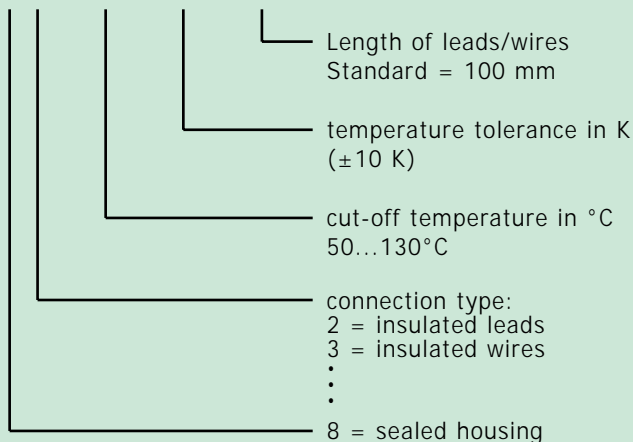 Length of leads/wires
Standard = 100 mm
temperature tolerance in K
(±10 K)
cut-off temperature in °C
50...130°C
connection type:
2 = insulated leads
3 = insulated wires
•
•
•
8 = sealed housing